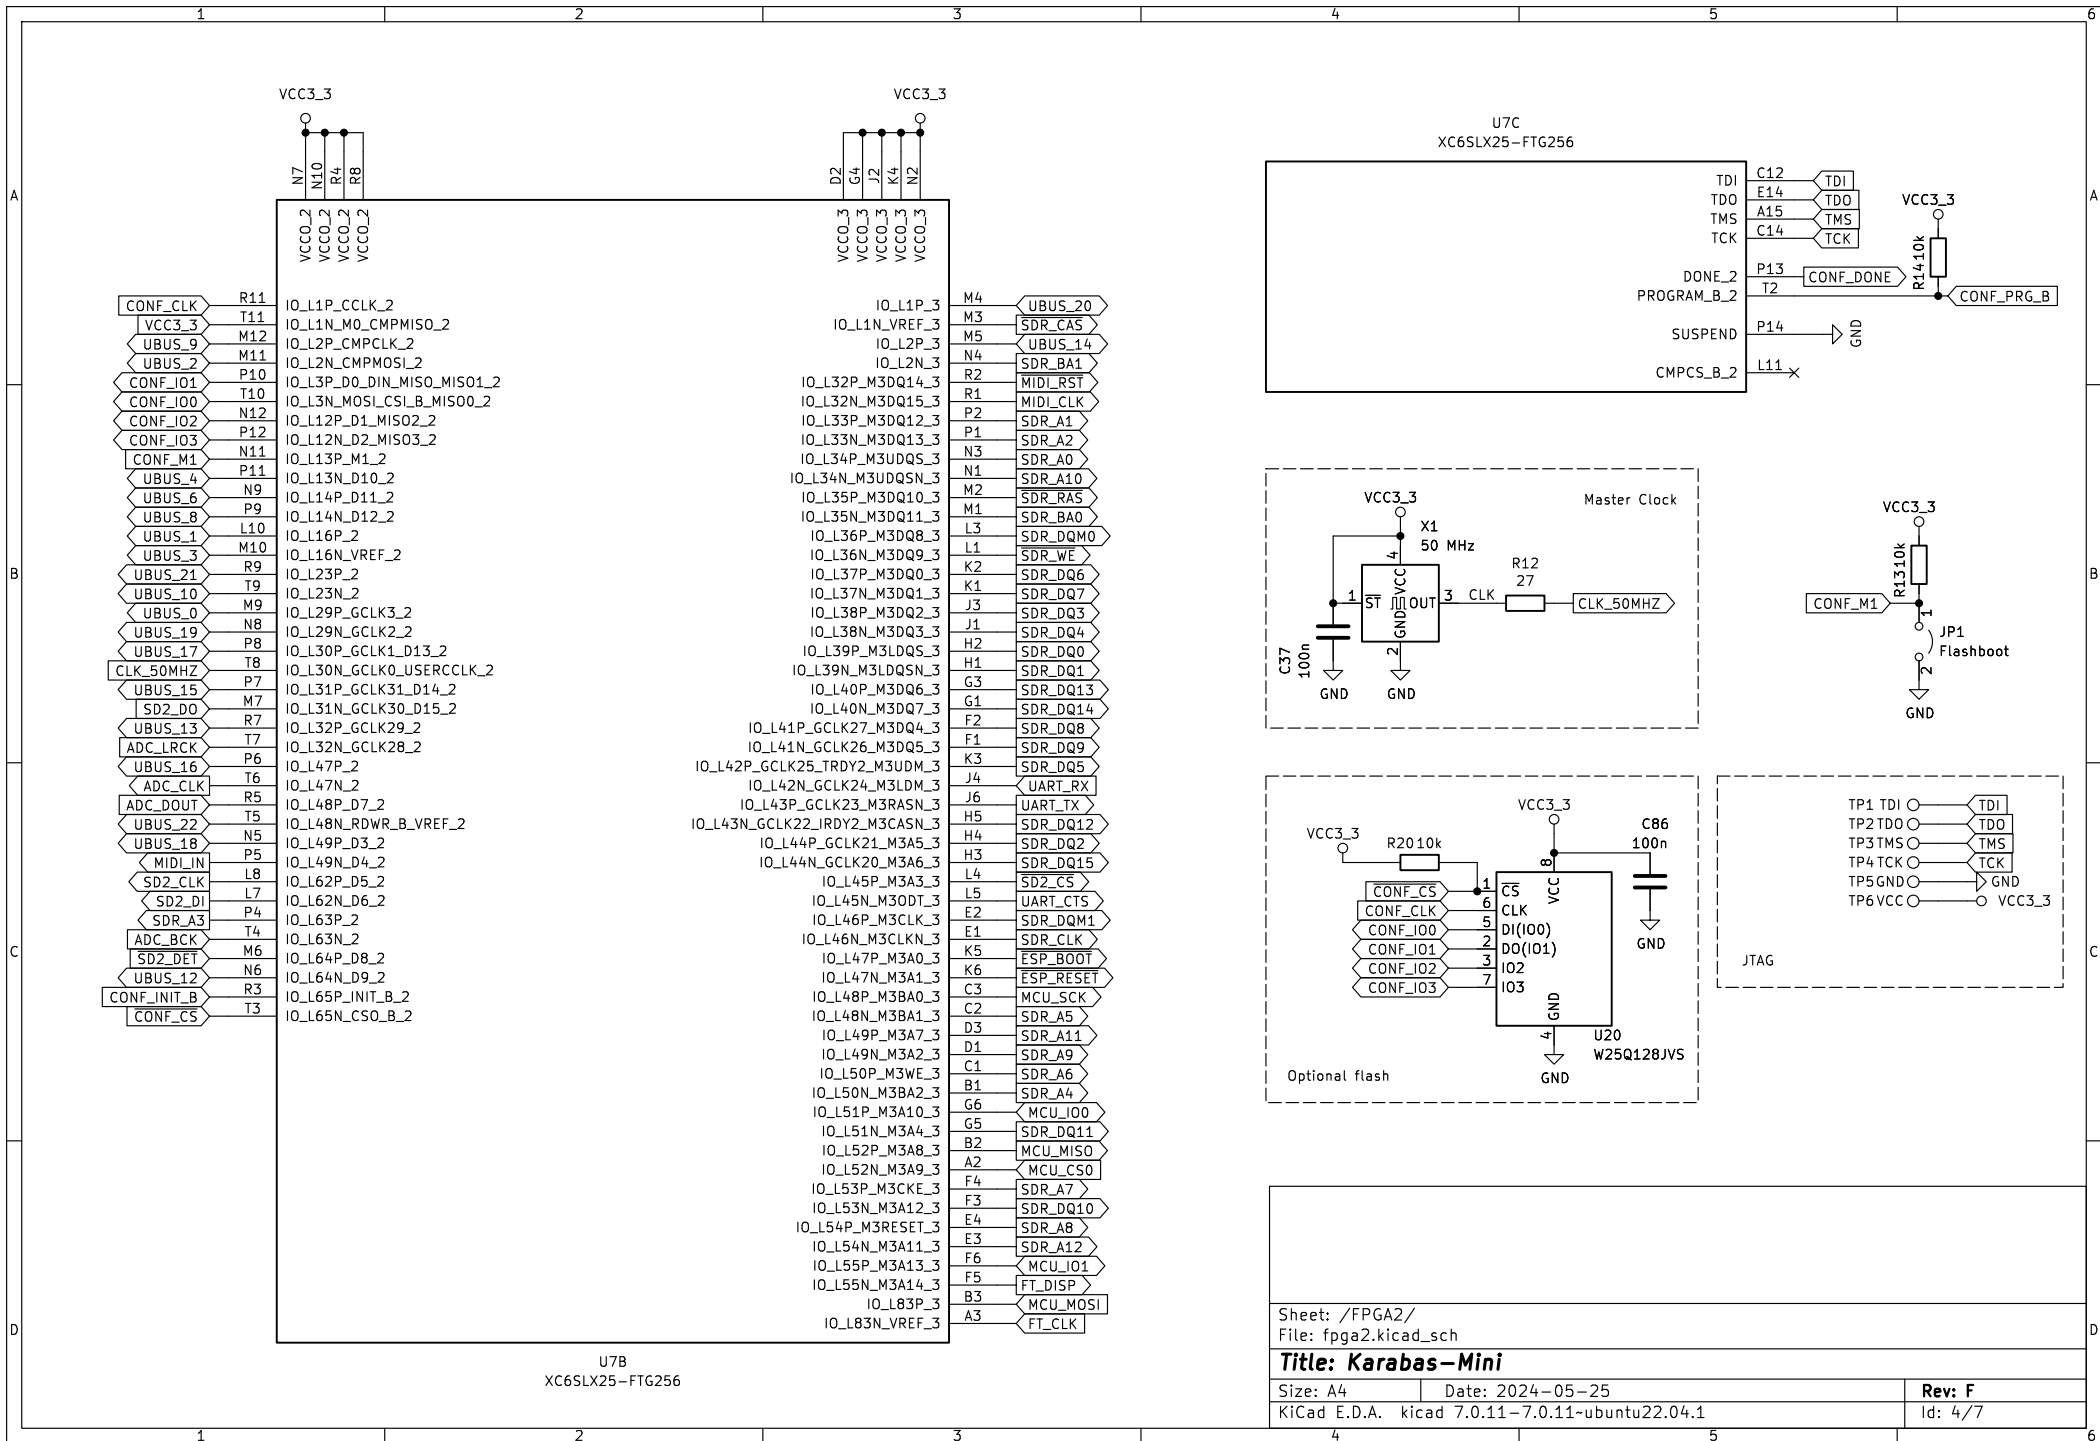 1 2 3 4 5 6
A
B
C
D
VCC3_3
N7 N10 R4 R8
VCCO_2 VCCO_2 VCCO_2 VCCO_2
VCC3_3
D2 G4 J2 K4 N2
VCCO_3 VCCO_3 VCCO_3 VCCO_3 VCCO_3
CONF_CLK R11 IO_L1P_CCLK_2
VCC3_3 T11 IO_L1N_M0_CMPMISO_2
UBUS_9 M12 IO_L2P_CMPCLK_2
UBUS_2 M11 IO_L2N_CMPMOSI_2
CONF_IO1 P10 IO_L3P_D0_DIN_MISO_MISO1_2
CONF_IO0 T10 IO_L3N_MOSI_CSI_B_MISO0_2
CONF_IO2 N12 IO_L12P_D1_MISO2_2
CONF_IO3 P12 IO_L12N_D2_MISO3_2
CONF_M1 N11 IO_L13P_M1_2
UBUS_4 P11 IO_L13N_D10_2
UBUS_6 N9 IO_L14P_D11_2
UBUS_8 P9 IO_L14N_D12_2
UBUS_1 L10 IO_L16P_2
UBUS_3 M10 IO_L16N_VREF_2
UBUS_21 R9 IO_L23P_2
UBUS_10 T9 IO_L23N_2
UBUS_0 M9 IO_L29P_GCLK3_2
UBUS_19 N8 IO_L29N_GCLK2_2
UBUS_17 P8 IO_L30P_GCLK1_D13_2
CLK_50MHZ T8 IO_L30N_GCLK0_USERCCLK_2
UBUS_15 P7 IO_L31P_GCLK31_D14_2
SD2_DO M7 IO_L31N_GCLK30_D15_2
UBUS_13 R7 IO_L32P_GCLK29_2
ADC_LRCK T7 IO_L32N_GCLK28_2
UBUS_16 P6 IO_L47P_2
ADC_CLK T6 IO_L47N_2
ADC_DOUT R5 IO_L48P_D7_2
UBUS_22 T5 IO_L48N_RDWR_B_VREF_2
UBUS_18 N5 IO_L49P_D3_2
MIDI_IN P5 IO_L49N_D4_2
SD2_CLK L8 IO_L62P_D5_2
SD2_DI L7 IO_L62N_D6_2
SDR_A3 P4 IO_L63P_2
ADC_BCK T4 IO_L63N_2
SD2_DET M6 IO_L64P_D8_2
UBUS_12 N6 IO_L64N_D9_2
CONF_INIT_B R3 IO_L65P_INIT_B_2
CONF_CS T3 IO_L65N_CSO_B_2
IO_L1P_3 M4 UBUS_20
IO_L1N_VREF_3 M3 SDR_CAS
IO_L2P_3 M5 UBUS_14
IO_L2N_3 N4 SDR_BA1
IO_L32P_M3DQ14_3 R2 MIDI_RST
IO_L32N_M3DQ15_3 R1 MIDI_CLK
IO_L33P_M3DQ12_3 P2 SDR_A1
IO_L33N_M3DQ13_3 P1 SDR_A2
IO_L34P_M3UDQS_3 N3 SDR_A0
IO_L34N_M3UDQSN_3 N1 SDR_A10
IO_L35P_M3DQ10_3 M2 SDR_RAS
IO_L35N_M3DQ11_3 M1 SDR_BA0
IO_L36P_M3DQ8_3 L3 SDR_DQM0
IO_L36N_M3DQ9_3 L1 SDR_WE
IO_L37P_M3DQ0_3 K2 SDR_DQ6
IO_L37N_M3DQ1_3 K1 SDR_DQ7
IO_L38P_M3DQ2_3 J3 SDR_DQ3
IO_L38N_M3DQ3_3 J1 SDR_DQ4
IO_L39P_M3LDQS_3 H2 SDR_DQ0
IO_L39N_M3LDQSN_3 H1 SDR_DQ1
IO_L40P_M3DQ6_3 G3 SDR_DQ13
IO_L40N_M3DQ7_3 G1 SDR_DQ14
IO_L41P_GCLK27_M3DQ4_3 F2 SDR_DQ8
IO_L41N_GCLK26_M3DQ5_3 F1 SDR_DQ9
IO_L42P_GCLK25_TRDY2_M3UDM_3 K3 SDR_DQ5
IO_L42N_GCLK24_M3LDM_3 J4 UART_RX
IO_L43P_GCLK23_M3RASN_3 J6 UART_TX
IO_L43N_GCLK22_IRDY2_M3CASN_3 H5 SDR_DQ12
IO_L44P_GCLK21_M3A5_3 H4 SDR_DQ2
IO_L44N_GCLK20_M3A6_3 H3 SDR_DQ15
IO_L45P_M3A3_3 L4 SD2_CS
IO_L45N_M3ODT_3 L5 UART_CTS
IO_L46P_M3CLK_3 E2 SDR_DQM1
IO_L46N_M3CLKN_3 E1 SDR_CLK
IO_L47P_M3A0_3 K5 ESP_BOOT
IO_L47N_M3A1_3 K6 ESP_RESET
IO_L48P_M3BA0_3 C3 MCU_SCK
IO_L48N_M3BA1_3 C2 SDR_A5
IO_L49P_M3A7_3 D3 SDR_A11
IO_L49N_M3A2_3 D1 SDR_A9
IO_L50P_M3WE_3 C1 SDR_A6
IO_L50N_M3BA2_3 B1 SDR_A4
IO_L51P_M3A10_3 G6 MCU_IO0
IO_L51N_M3A4_3 G5 SDR_DQ11
IO_L52P_M3A8_3 B2 MCU_MISO
IO_L52N_M3A9_3 A2 MCU_CS0
IO_L53P_M3CKE_3 F4 SDR_A7
IO_L53N_M3A12_3 F3 SDR_DQ10
IO_L54P_M3RESET_3 E4 SDR_A8
IO_L54N_M3A11_3 E3 SDR_A12
IO_L55P_M3A13_3 F6 MCU_IO1
IO_L55N_M3A14_3 F5 FT_DISP
IO_L83P_3 B3 MCU_MOSI
IO_L83N_VREF_3 A3 FT_CLK
U7B
XC6SLX25-FTG256
U7C
XC6SLX25-FTG256
TDI C12 TDI
TDO E14 TDO
TMS A15 TMS
TCK C14 TCK
DONE_2 P13 CONF_DONE
PROGRAM_B_2 T2 CONF_PRG_B
SUSPEND P14 GND
CMPCS_B_2 L11
VCC3_3
R14 10k
Master Clock
VCC3_3
X1
50 MHz
4 VCC
1 ST OUT 3 CLK
R12
27
CLK_50MHZ
GND 2
C37
100n
GND GND
VCC3_3
R13 10k
CONF_M1
1
JP1
Flashboot
2
GND
VCC3_3
VCC3_3
R20 10k
C86
100n
8 VCC
CONF_CS 1 CS
CONF_CLK 6 CLK
CONF_IO0 5 DI(IO0)
CONF_IO1 2 DO(IO1)
CONF_IO2 3 IO2
CONF_IO3 7 IO3
GND 4
GND
U20
W25Q128JVS
GND
Optional flash
TP1 TDI TDI
TP2 TDO TDO
TP3 TMS TMS
TP4 TCK TCK
TP5 GND GND
TP6 VCC VCC3_3
JTAG
Sheet: /FPGA2/
File: fpga2.kicad_sch
Title: Karabas-Mini
Size: A4 Date: 2024-05-25 Rev: F
KiCad E.D.A. kicad 7.0.11-7.0.11~ubuntu22.04.1 Id: 4/7
A
B
C
D
1 2 3 4 5 6